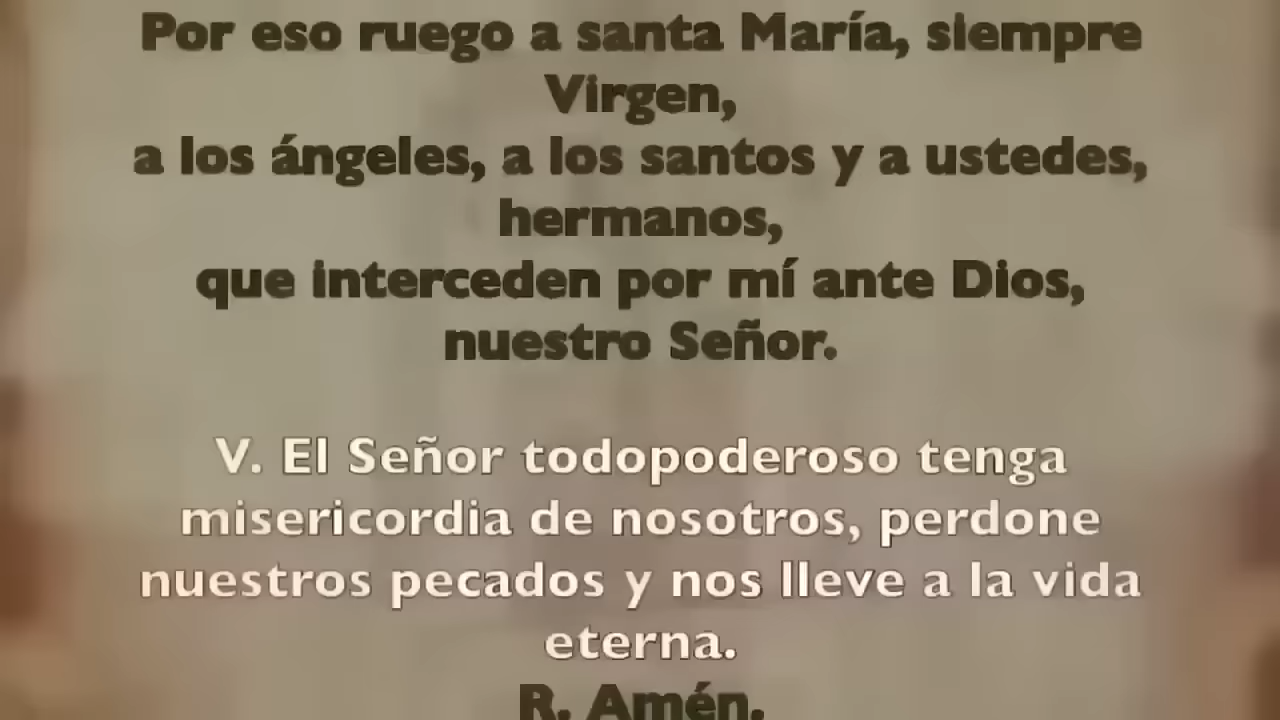 Por eso ruego a santa María, siempre
Virgen,
a los ángeles, a los santos y a ustedes,
hermanos,
que interceden por mí ante Dios,
nuestro Señor.
V. El Señor todopoderoso tenga
misericordia de nosotros, perdone
nuestros pecados y nos lleve a la vida
eterna.
R. Amén.